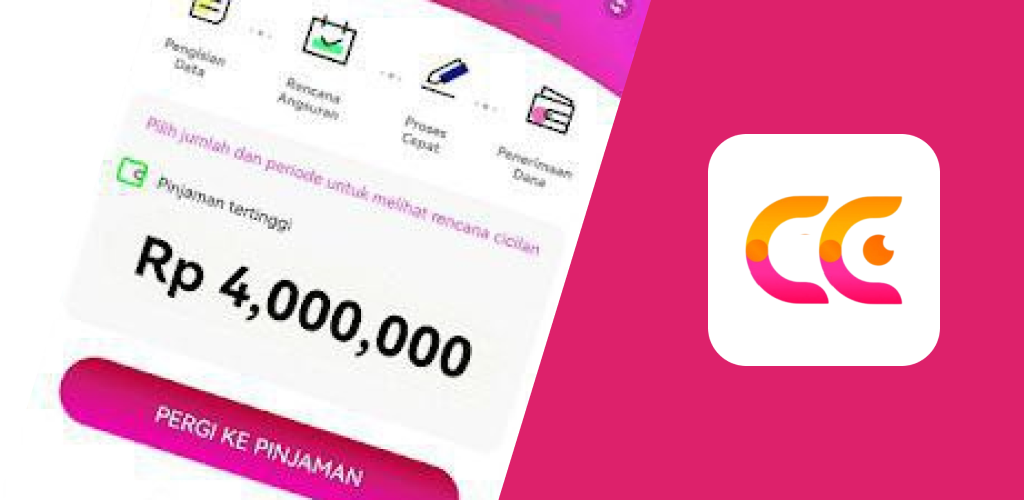 Pengisian
Data
Rencana
Angsuran
Proses
Cepat
Penerimaan
Dana
Pilih jumlah dan periode untuk melihat rencana cicilan
Pinjaman tertinggi
Rp 4,000,000
PERGI KE PINJAMAN
CC